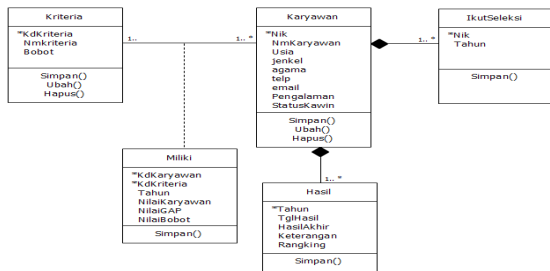 Kriteria
*KdKriteria
Nmkriteria
Bobot
Simpan()
Ubah()
Hapus()
1..
1.. *
Karyawan
*Nik
NmKaryawan
Usia
jenkel
agama
telp
email
Pengalaman
StatusKawin
Simpan()
Ubah()
Hapus()
1.. *
IkutSeleksi
*Nik
Tahun
Simpan()
Miliki
*KdKaryawan
*KdKriteria
Tahun
NilaiKaryawan
NilaiGAP
NilaiBobot
Simpan()
1.. *
Hasil
*Tahun
TglHasil
HasilAkhir
Keterangan
Rangking
Simpan()